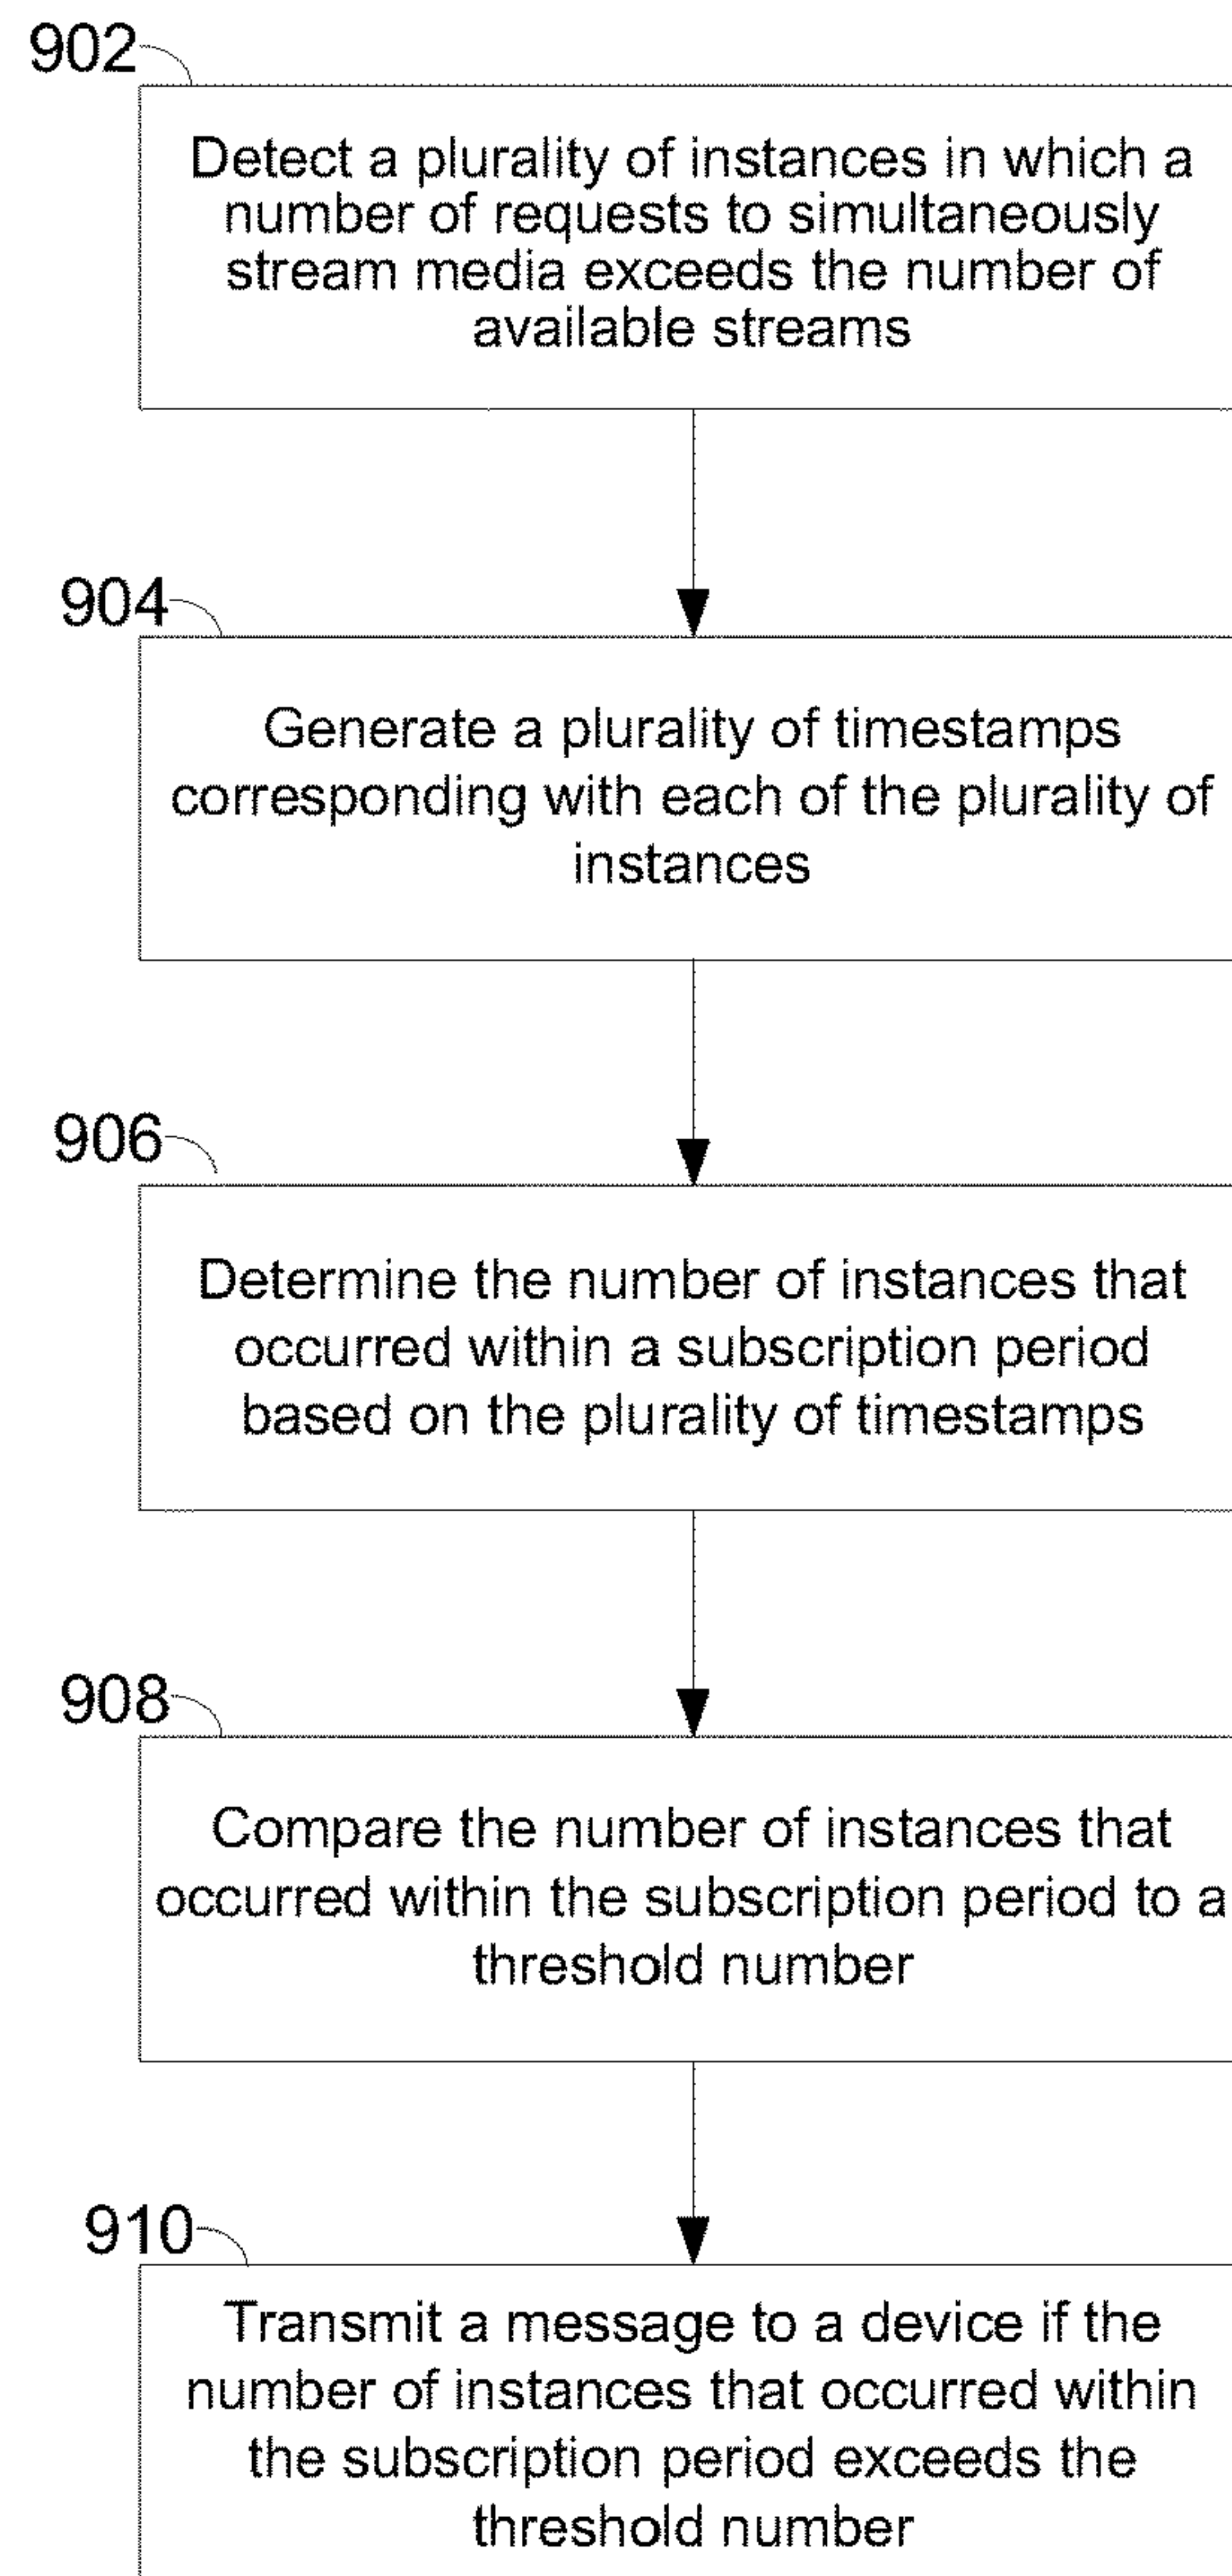 902
Detect a plurality of instances in which a
number of requests to simultaneously
stream media exceeds the number of
available streams
904
Generate a plurality of timestamps
corresponding with each of the plurality of
instances
906
Determine the number of instances that
occurred within a subscription period
based on the plurality of timestamps
908
Compare the number of instances that
occurred within the subscription period to a
threshold number
910
Transmit a message to a device if the
number of instances that occurred within
the subscription period exceeds the
threshold number